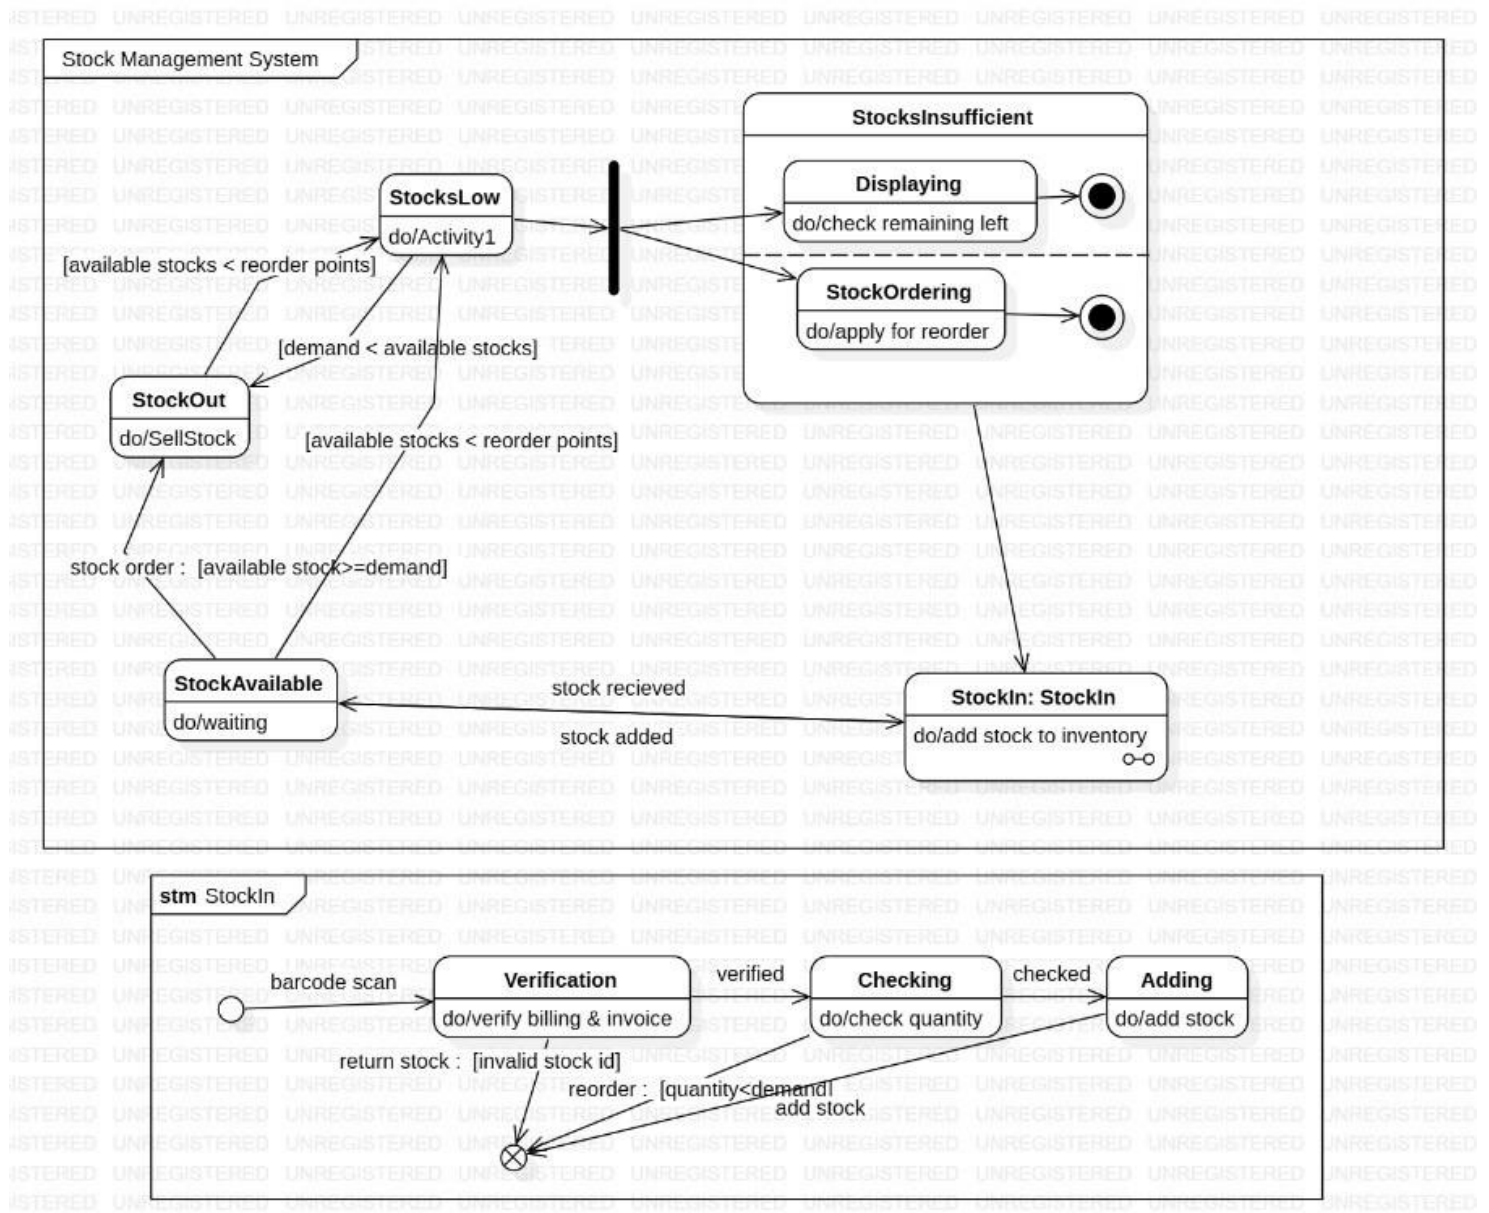 Stock Management System
StocksInsufficient
Displaying
do/check remaining left
StocksLow
do/Activity1
[available stocks < reorder points]
StockOrdering
do/apply for reorder
[demand < available stocks]
StockOut
do/SellStock
[available stocks < reorder points]
stock order : [available stock>=demand]
StockAvailable
do/waiting
stock recieved
stock added
StockIn: StockIn
do/add stock to inventory
stm StockIn
barcode scan
Verification
do/verify billing & invoice
verified
Checking
do/check quantity
checked
Adding
do/add stock
return stock : [invalid stock id]
reorder : [quantity<demand]
add stock
UNREGISTERED